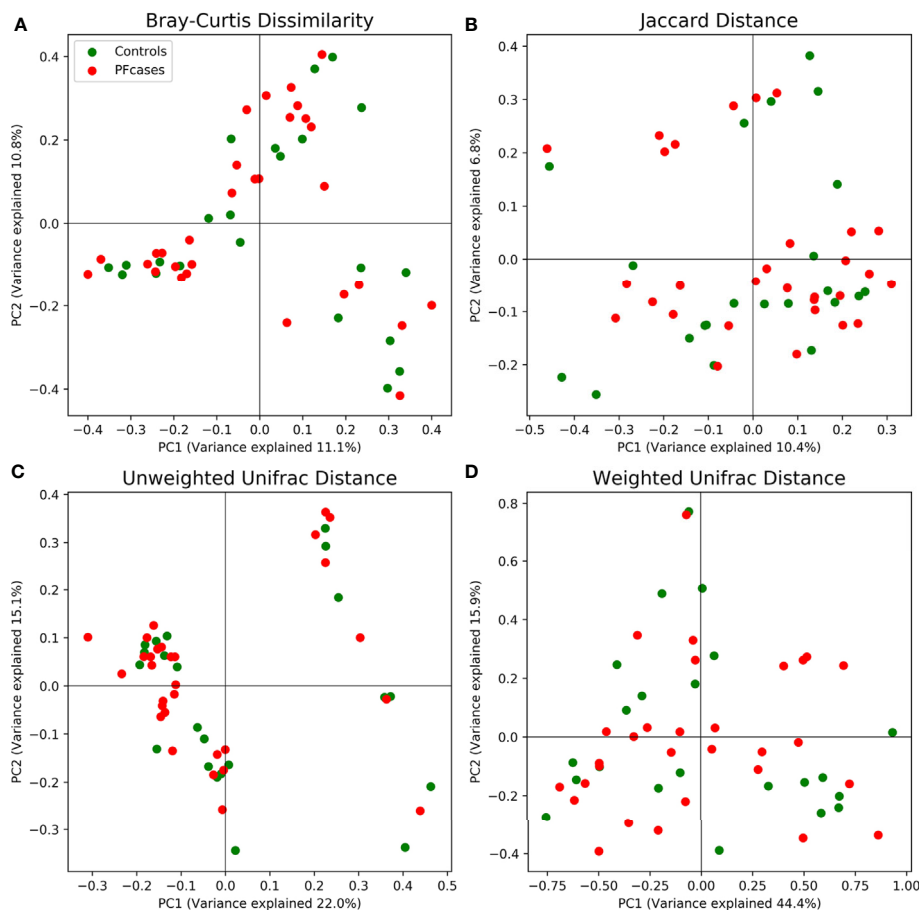 A
Bray-Curtis Dissimilarity
Controls
PFcases
0.4
0.2
0.0
−0.2
−0.4
PC2 (Variance explained 10.8%)
−0.4 −0.3 −0.2 −0.1 0.0 0.1 0.2 0.3 0.4
PC1 (Variance explained 11.1%)
B
Jaccard Distance
0.4
0.3
0.2
0.1
0.0
−0.1
−0.2
PC2 (Variance explained 6.8%)
−0.5 −0.4 −0.3 −0.2 −0.1 0.0 0.1 0.2 0.3
PC1 (Variance explained 10.4%)
C
Unweighted Unifrac Distance
0.4
0.3
0.2
0.1
0.0
−0.1
−0.2
−0.3
PC2 (Variance explained 15.1%)
−0.3 −0.2 −0.1 0.0 0.1 0.2 0.3 0.4 0.5
PC1 (Variance explained 22.0%)
D
Weighted Unifrac Distance
0.8
0.6
0.4
0.2
0.0
−0.2
−0.4
PC2 (Variance explained 15.9%)
−0.75 −0.50 −0.25 0.00 0.25 0.50 0.75 1.00
PC1 (Variance explained 44.4%)